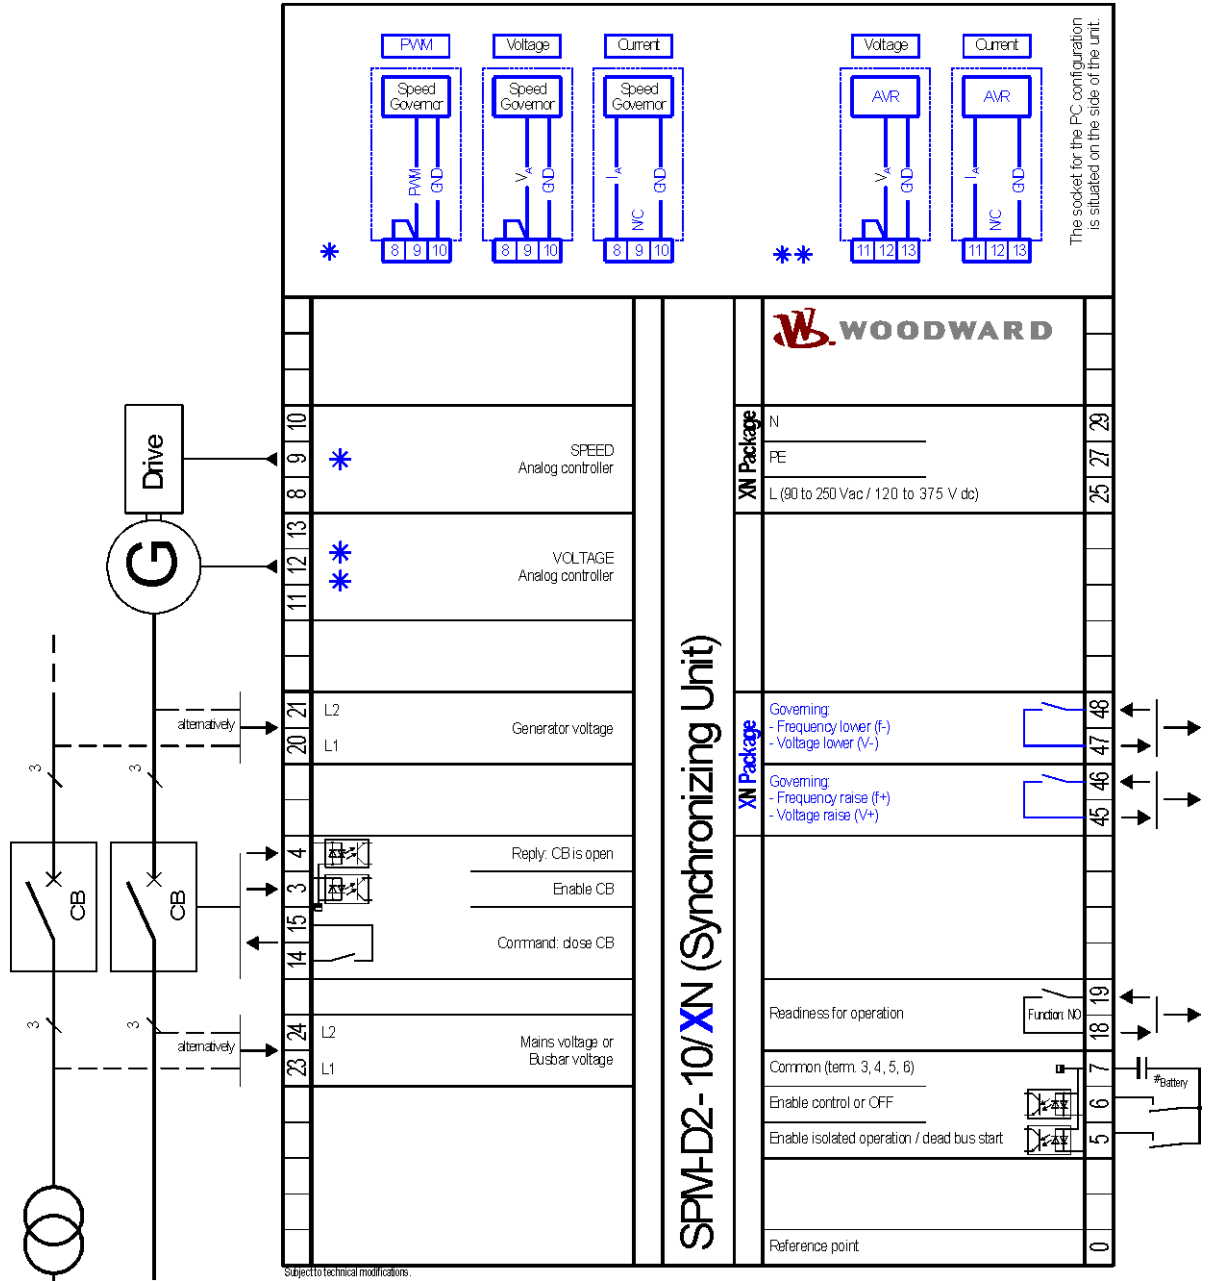 PWM
Voltage
Current
Voltage
Current
Speed
Governor
Speed
Governor
Speed
Governor
AVR
AVR
PWM
GND
VA
GND
IA
N/C
GND
VA
GND
IA
N/C
GND
8 9 10
8 9 10
8 9 10
11 12 13
11 12 13
*
**
The socket for the PC configuration
is situated on the side of the unit.
WOODWARD
Drive
G
10
9
8
*
SPEED
Analog controller
13
12
11
**
VOLTAGE
Analog controller
XN Package
N
PE
L (90 to 250 Vac / 120 to 375 V dc)
29
27
25
SPM-D2-10/XN (Synchronizing Unit)
alternatively
21
20
L2
L1
Generator voltage
XN Package
Governing:
- Frequency lower (f-)
- Voltage lower (V-)
48
47
Governing:
- Frequency raise (f+)
- Voltage raise (V+)
46
45
3
3
CB
CB
4
Reply: CB is open
3
Enable CB
15
14
Command: close CB
3
3
alternatively
24
23
L2
L1
Mains voltage or
Busbar voltage
Readiness for operation
Function: NO
19
18
Common (term. 3, 4, 5, 6)
7
#Battery
Enable control or OFF
6
Enable isolated operation / dead bus start
5
Reference point
0
Subject to technical modifications.